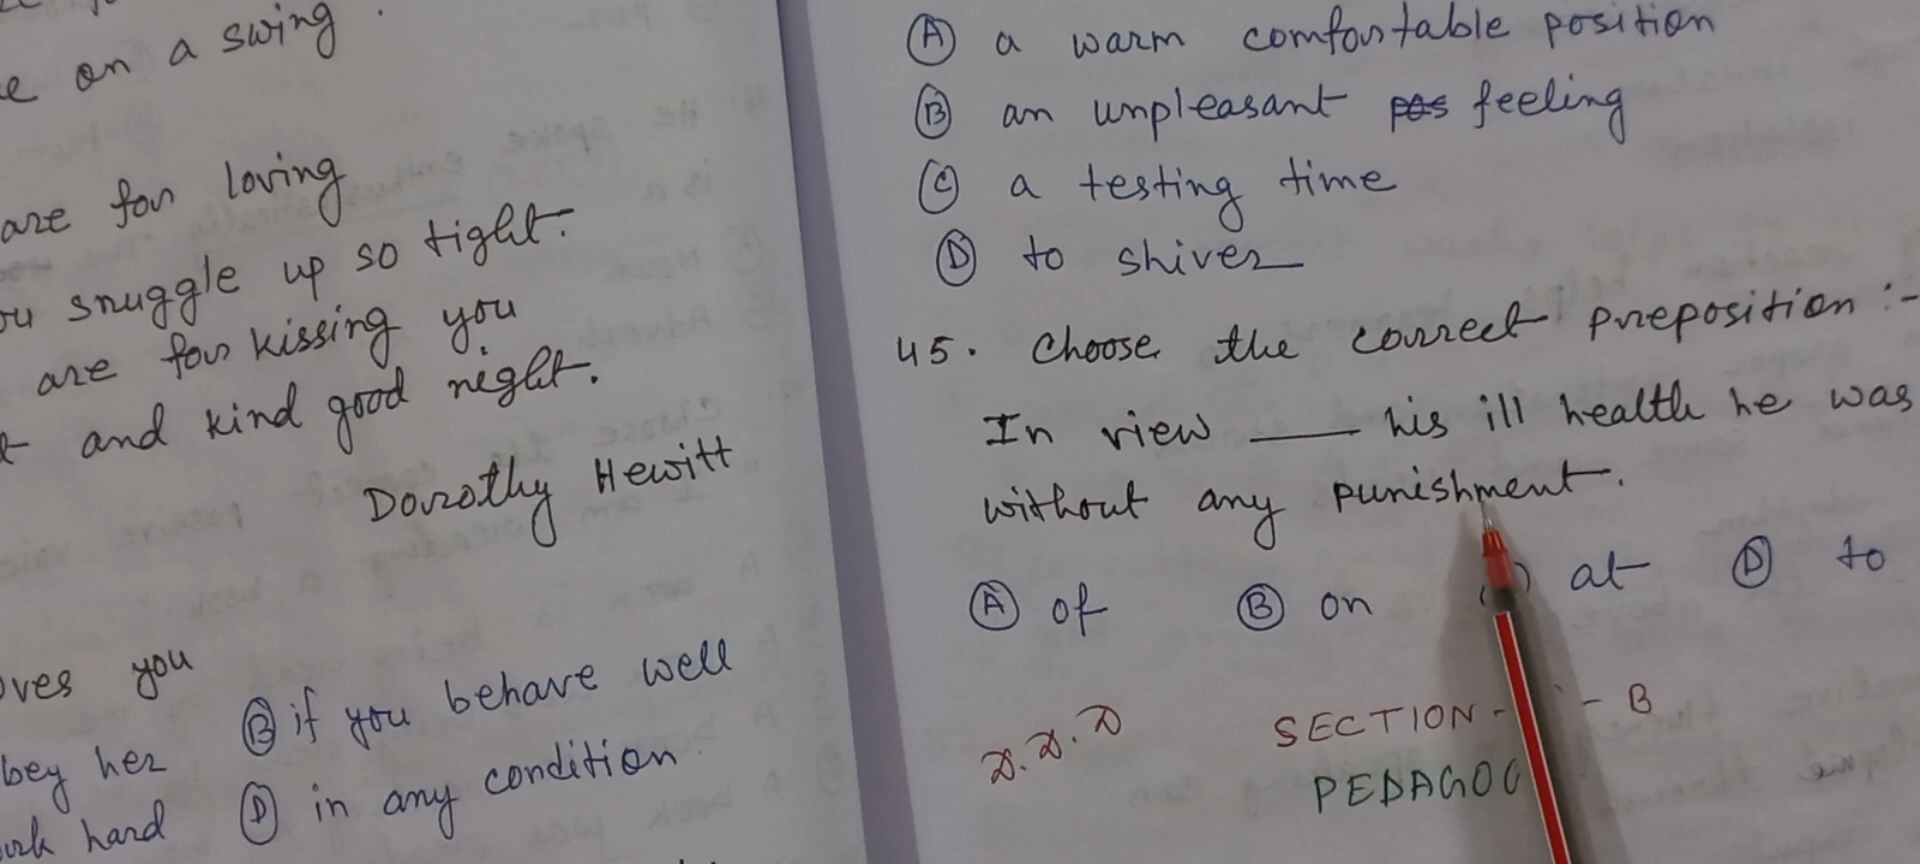 on a swing.
are for loving
snuggle up so tight.
are for kissing you
and kind good night.
Dorothy Hewitt
you
(B) if you behave well
her
hard (D) in any condition
(A) a warm comfortable position
(B) an unpleasant feeling
(C) a testing time
(D) to shiver
45. Choose the correct preposition :-
In view ___ his ill health he was
without any punishment.
(A) of (B) on at (D) to
SECTION - - B